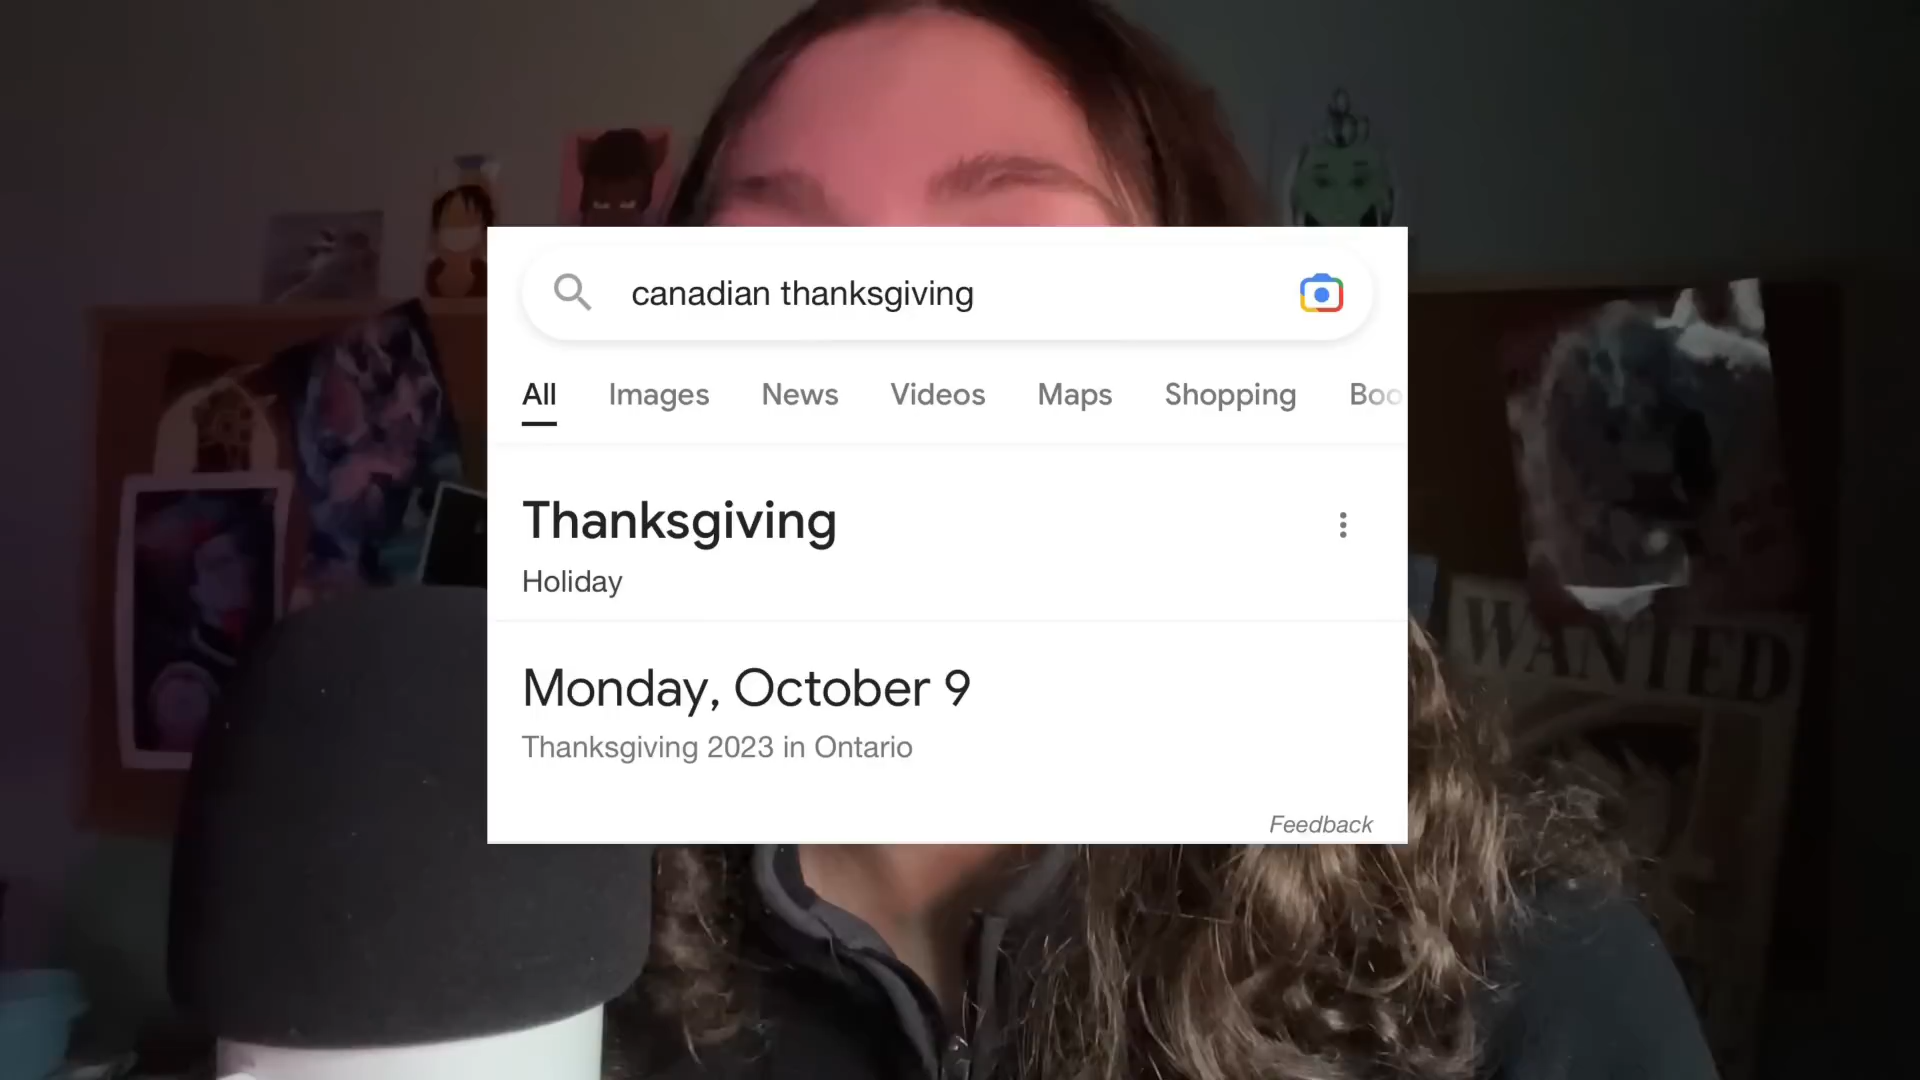 canadian thanksgiving
All Images News Videos Maps Shopping Boo
Thanksgiving
Holiday
Monday, October 9
Thanksgiving 2023 in Ontario
Feedback
WANTED